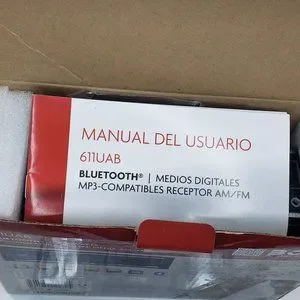 MANUAL DEL USUARIO
611UAB
BLUETOOTH® | MEDIOS DIGITALES
MP3-COMPATIBLES RECEPTOR AM/FM